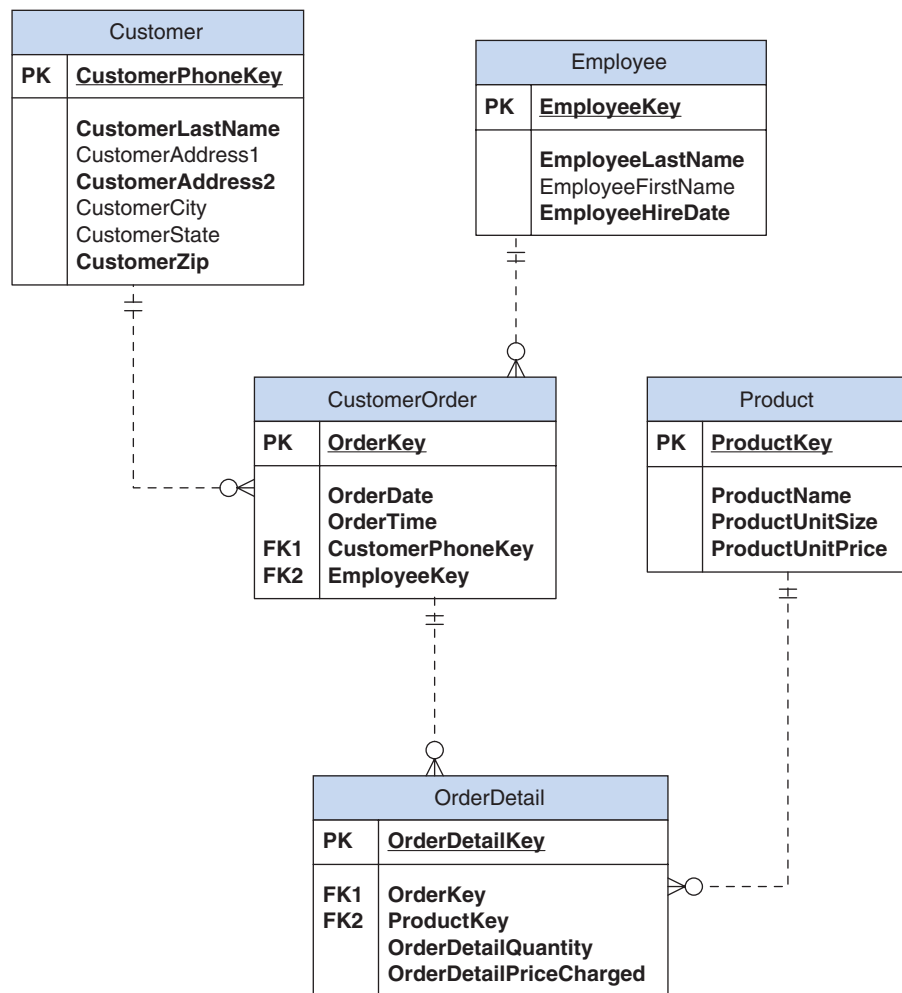 Customer
PK CustomerPhoneKey
CustomerLastName
CustomerAddress1
CustomerAddress2
CustomerCity
CustomerState
CustomerZip
Employee
PK EmployeeKey
EmployeeLastName
EmployeeFirstName
EmployeeHireDate
CustomerOrder
PK OrderKey
OrderDate
OrderTime
FK1 CustomerPhoneKey
FK2 EmployeeKey
Product
PK ProductKey
ProductName
ProductUnitSize
ProductUnitPrice
OrderDetail
PK OrderDetailKey
FK1 OrderKey
FK2 ProductKey
OrderDetailQuantity
OrderDetailPriceCharged